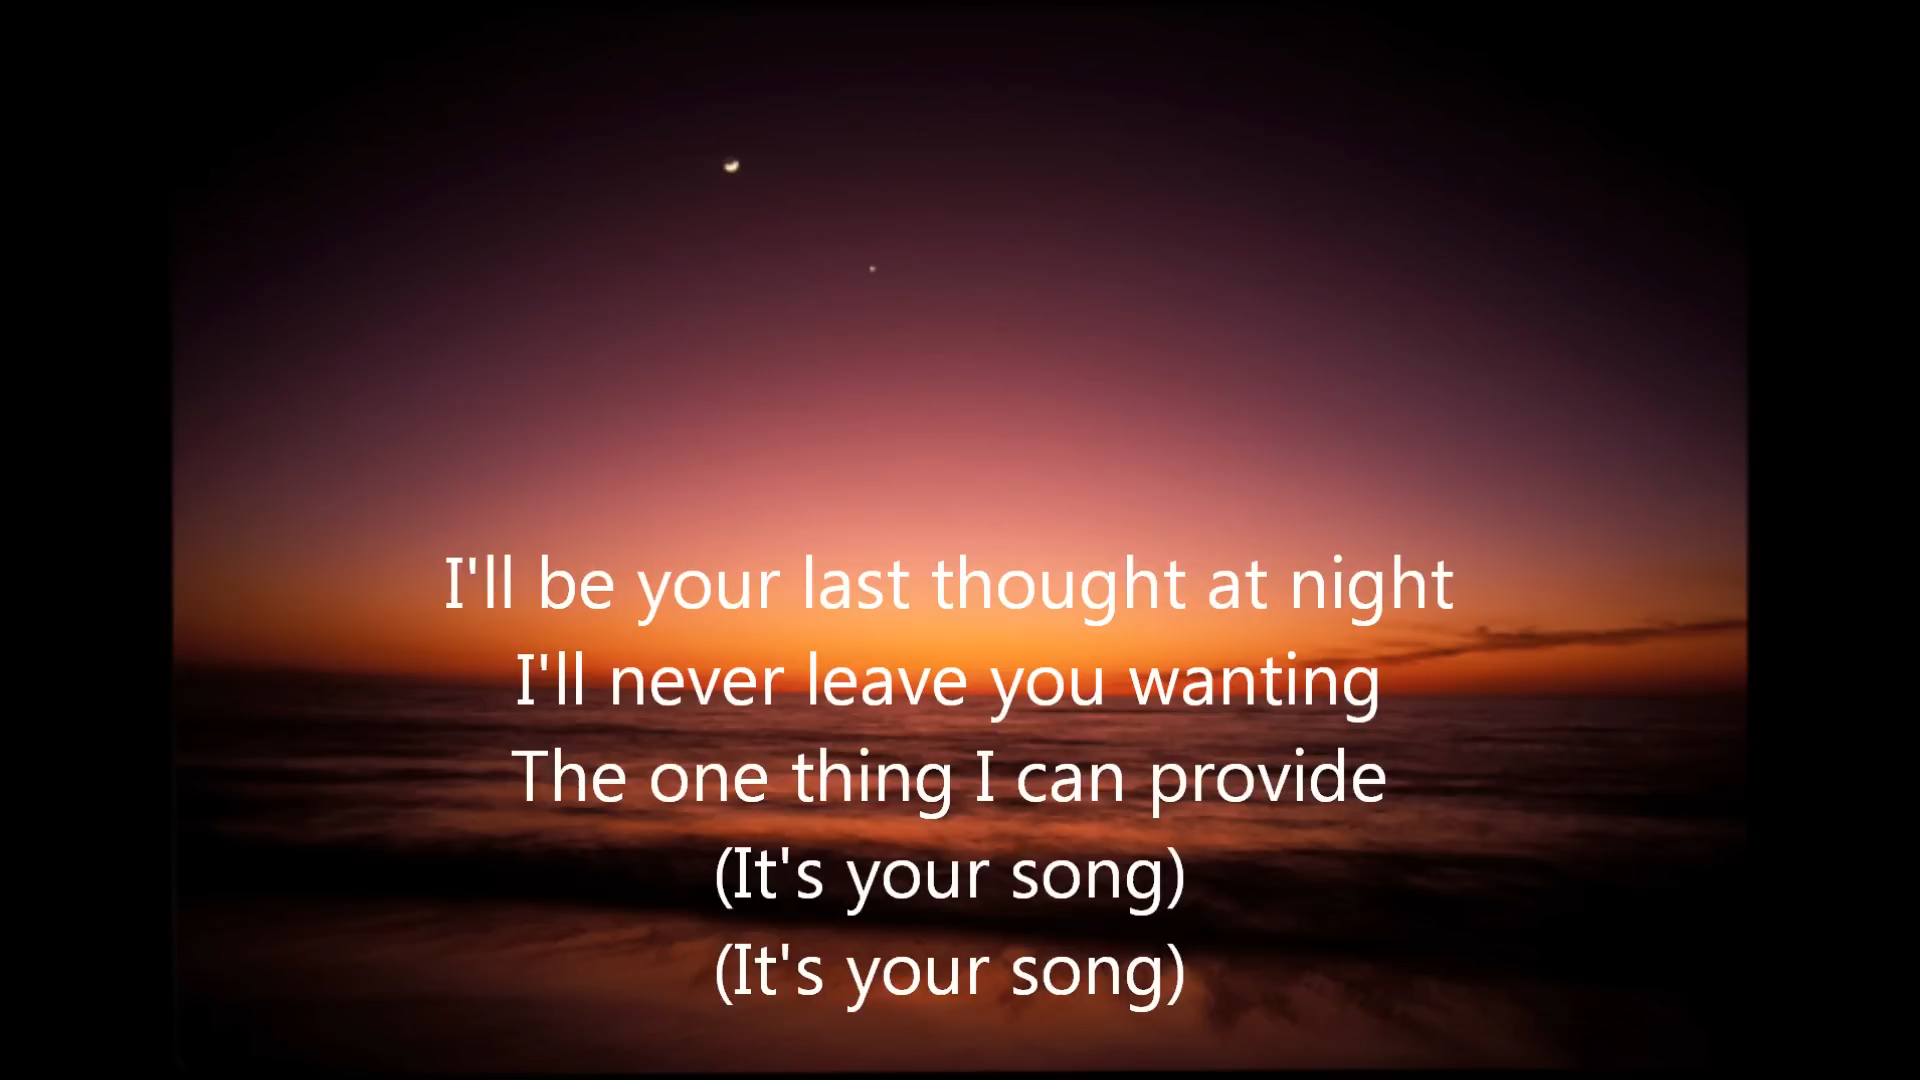 I'll be your last thought at night
I'll never leave you wanting
The one thing I can provide
(It's your song)
(It's your song)